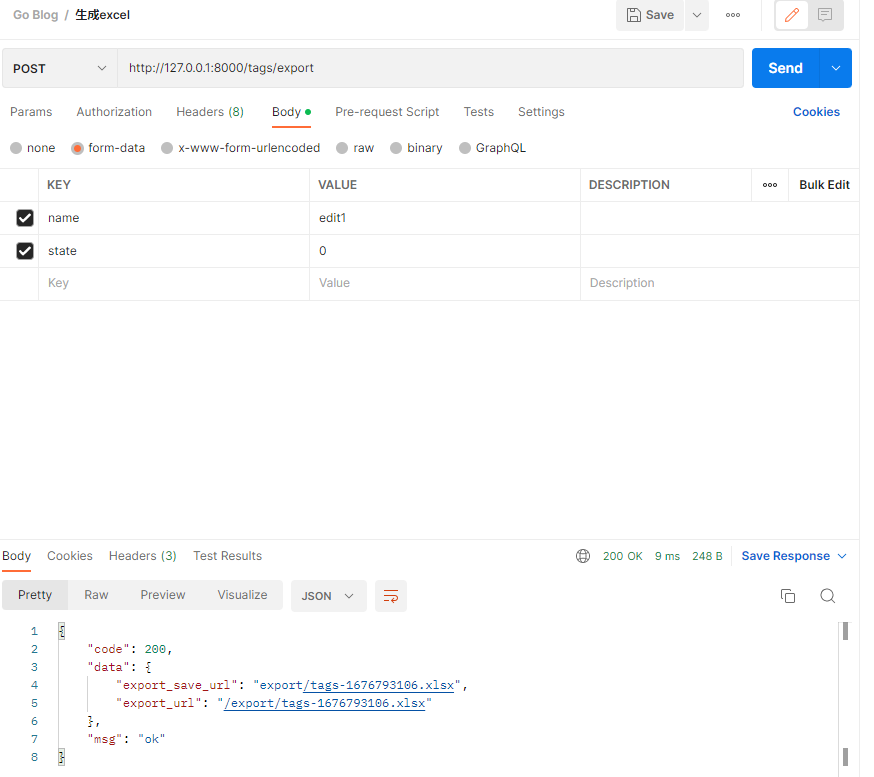 Go Blog / 生成excel Save
POST http://127.0.0.1:8000/tags/export Send
Params Authorization Headers (8) Body Pre-request Script Tests Settings Cookies
none form-data x-www-form-urlencoded raw binary GraphQL
KEY VALUE DESCRIPTION Bulk Edit
name edit1
state 0
Key Value Description
Body Cookies Headers (3) Test Results 200 OK 9 ms 248 B Save Response
Pretty Raw Preview Visualize JSON
1 {
2 "code": 200,
3 "data": {
4 "export_save_url": "export/tags-1676793106.xlsx",
5 "export_url": "/export/tags-1676793106.xlsx"
6 },
7 "msg": "ok"
8 }